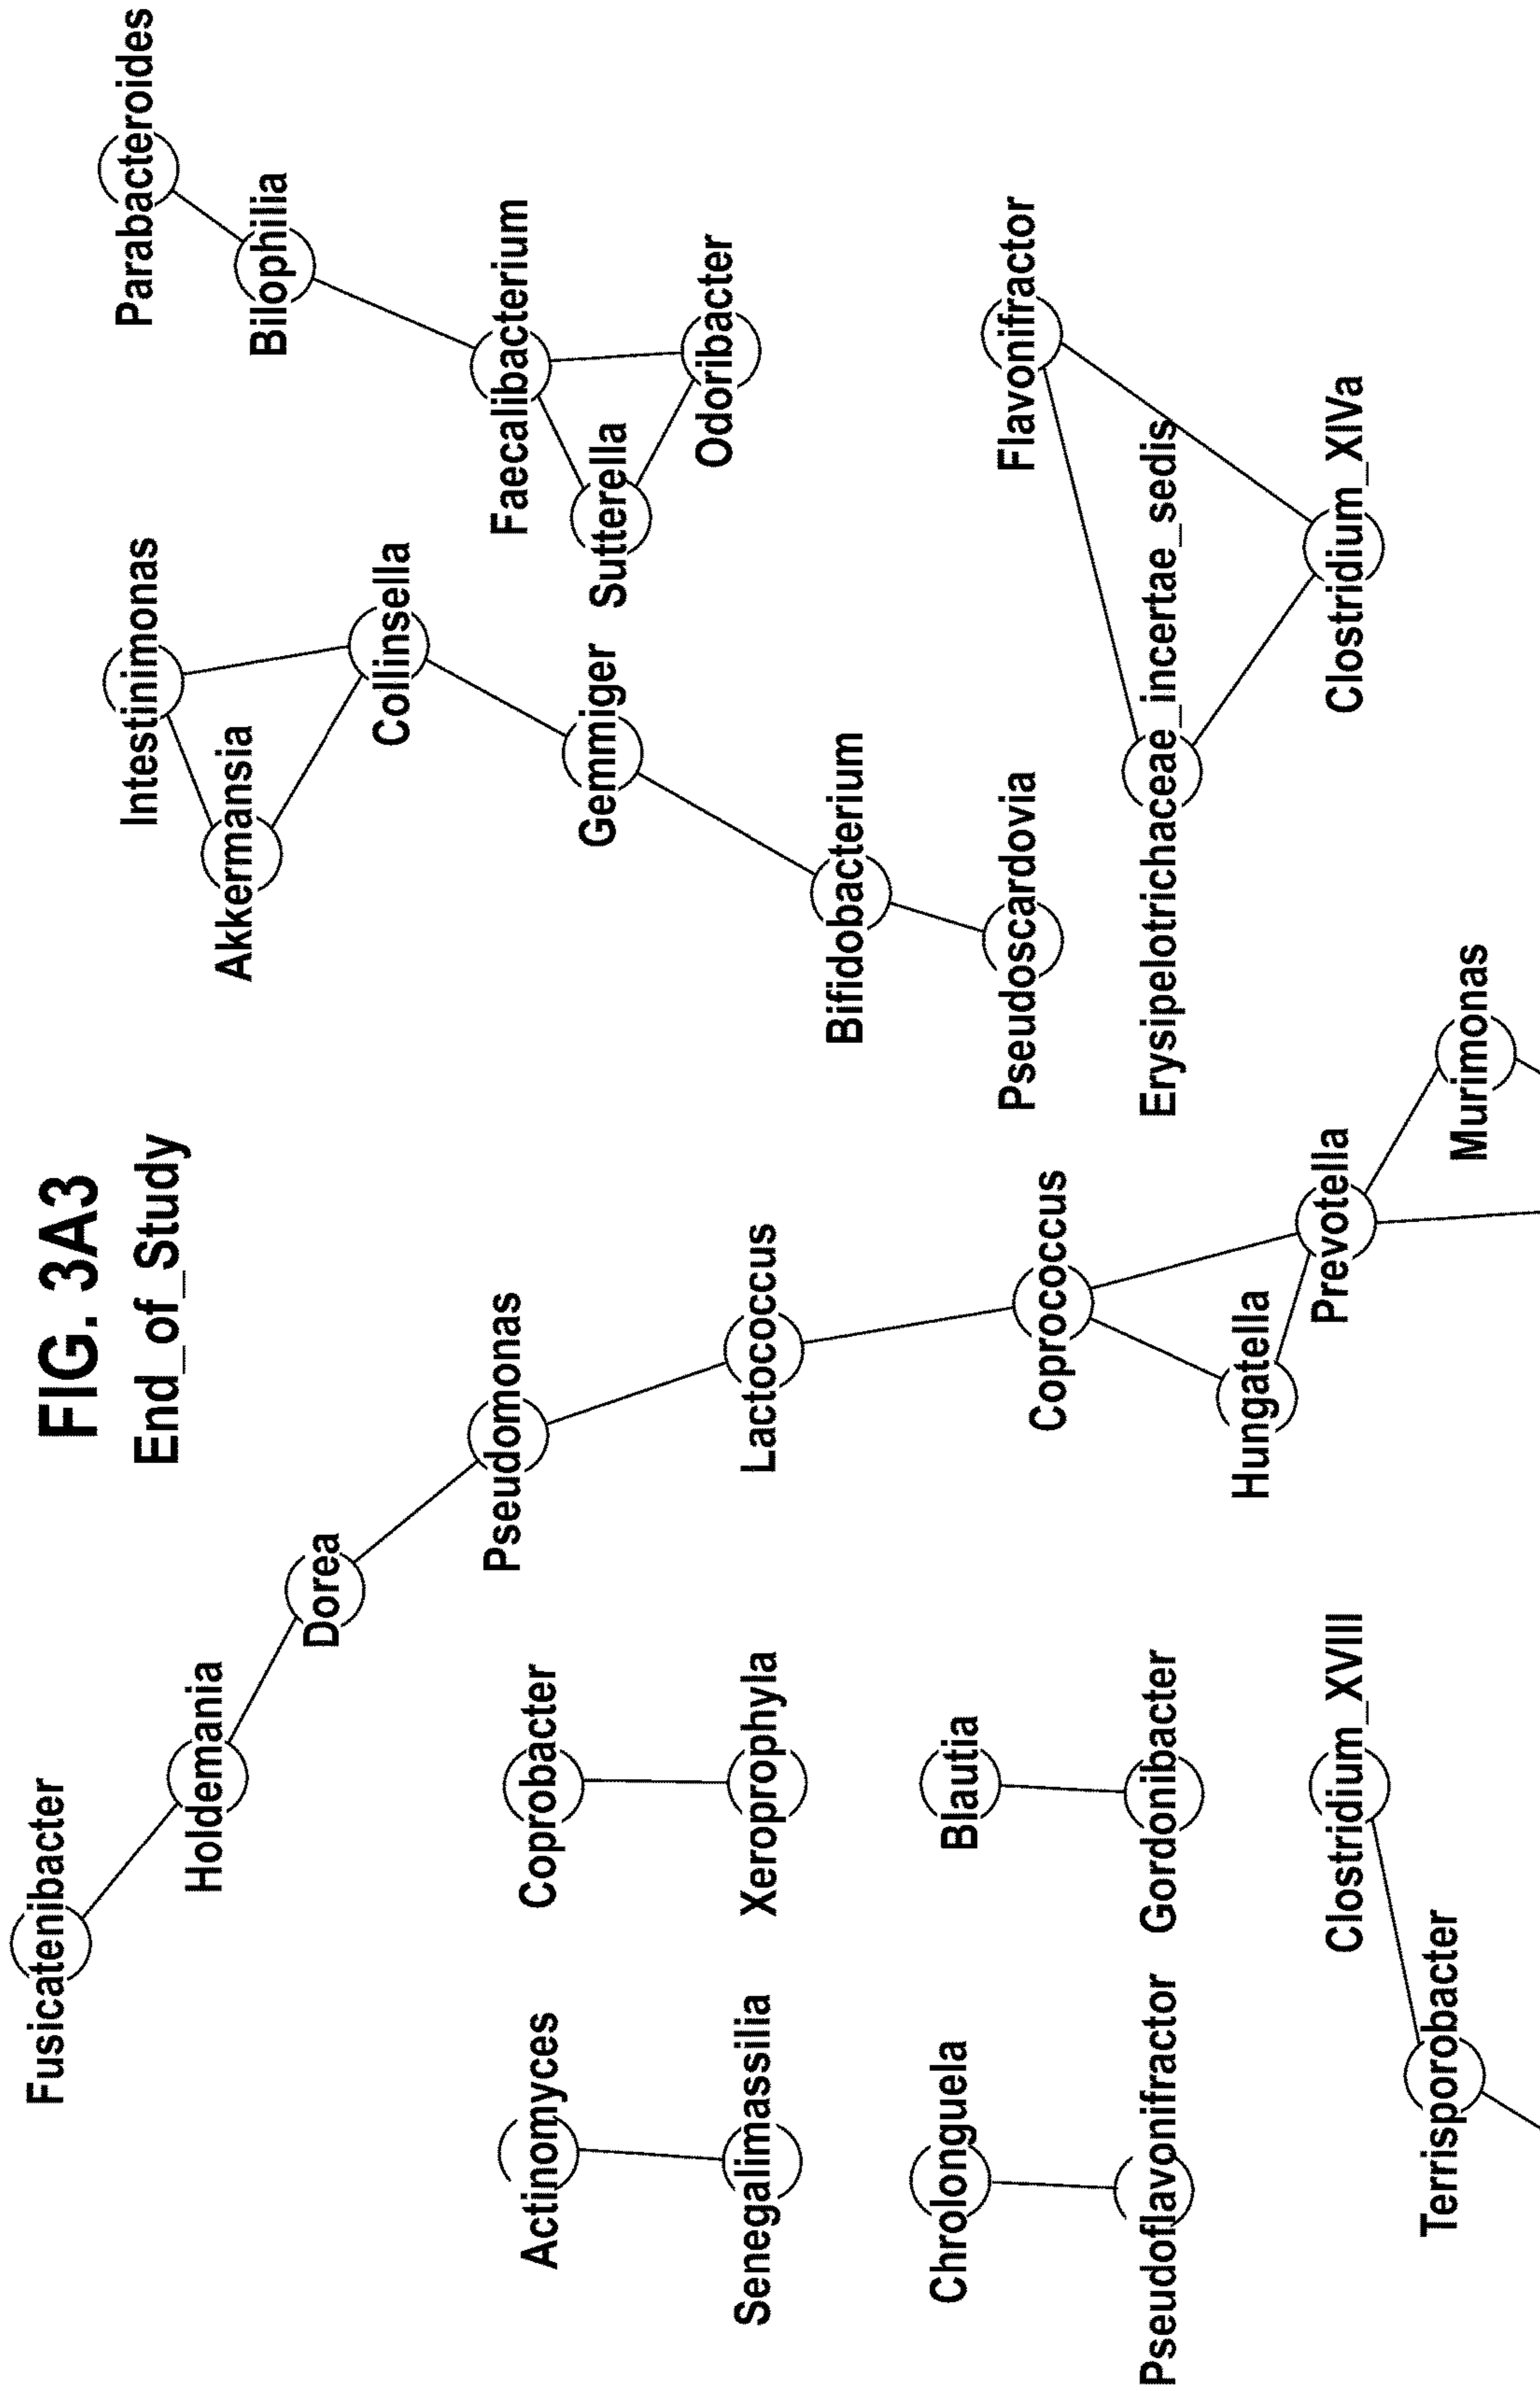 FIG. 3A3
End_of_Study
Fusicatenibacter
Holdemania
Dorea
Pseudomonas
Lactococcus
Coprococcus
Hungatella
Prevotella
Murimonas
Intestinimonas
Akkermansia
Collinsella
Gemmiger
Bifidobacterium
Pseudoscardovia
Parabacteroides
Bilophilia
Faecalibacterium
Sutterella
Odoribacter
Flavonifractor
Erysipelotrichaceae_incertae_sedis
Clostridium_XIVa
Actinomyces
Senegalimassilia
Coprobacter
Xeroprophyla
Chrolonguela
Pseudoflavonifractor
Blautia
Gordonibacter
Clostridium_XVIII
Terrisporobacter